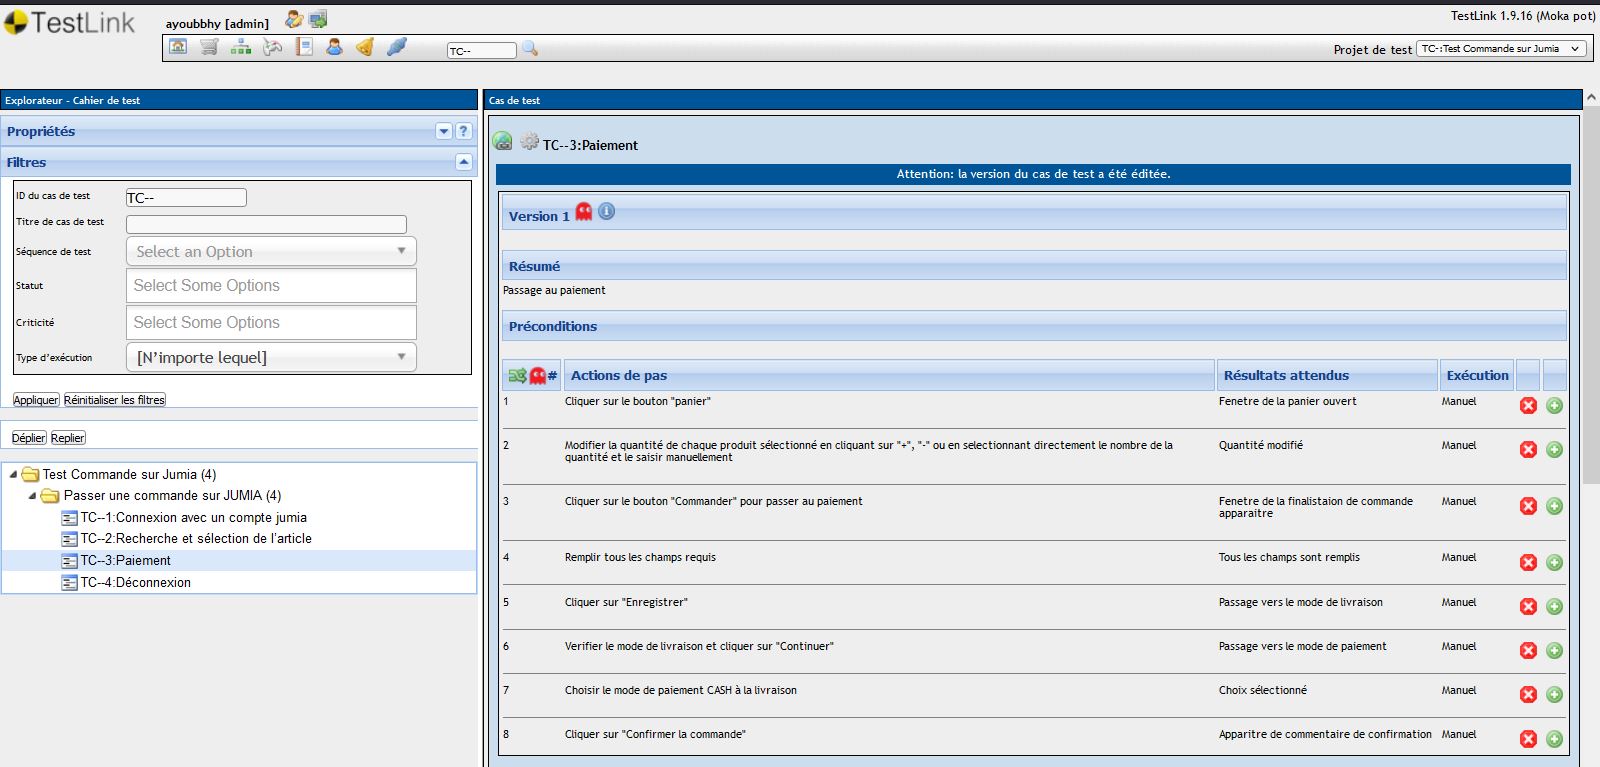 TestLink
ayoubbhy [admin]
TestLink 1.9.16 (Moka pot)
TC--
Projet de test
TC-:Test Commande sur Jumia
Explorateur - Cahier de test
Propriétés
?
Filtres
ID du cas de test
TC--
Titre de cas de test
Séquence de test
Select an Option
Statut
Select Some Options
Criticité
Select Some Options
Type d'exécution
[N'importe lequel]
Appliquer
Réinitialiser les filtres
Déplier
Replier
Test Commande sur Jumia (4)
Passer une commande sur JUMIA (4)
TC--1:Connexion avec un compte jumia
TC--2:Recherche et sélection de l'article
TC--3:Paiement
TC--4:Déconnexion
Cas de test
TC--3:Paiement
Attention: la version du cas de test a été éditée.
Version 1
Résumé
Passage au paiement
Préconditions
# Actions de pas Résultats attendus Exécution
1 Cliquer sur le bouton "panier" Fenetre de la panier ouvert Manuel
2 Modifier la quantité de chaque produit sélectionné en cliquant sur "+", "-" ou en selectionnant directement le nombre de la Quantité modifié Manuel
quantité et le saisir manuellement
3 Cliquer sur le bouton "Commander" pour passer au paiement Fenetre de la finalistaion de commande Manuel
apparaitre
4 Remplir tous les champs requis Tous les champs sont remplis Manuel
5 Cliquer sur "Enregistrer" Passage vers le mode de livraison Manuel
6 Verifier le mode de livraison et cliquer sur "Continuer" Passage vers le mode de paiement Manuel
7 Choisir le mode de paiement CASH à la livraison Choix sélectionné Manuel
8 Cliquer sur "Confirmer la commande" Apparitre de commentaire de confirmation Manuel